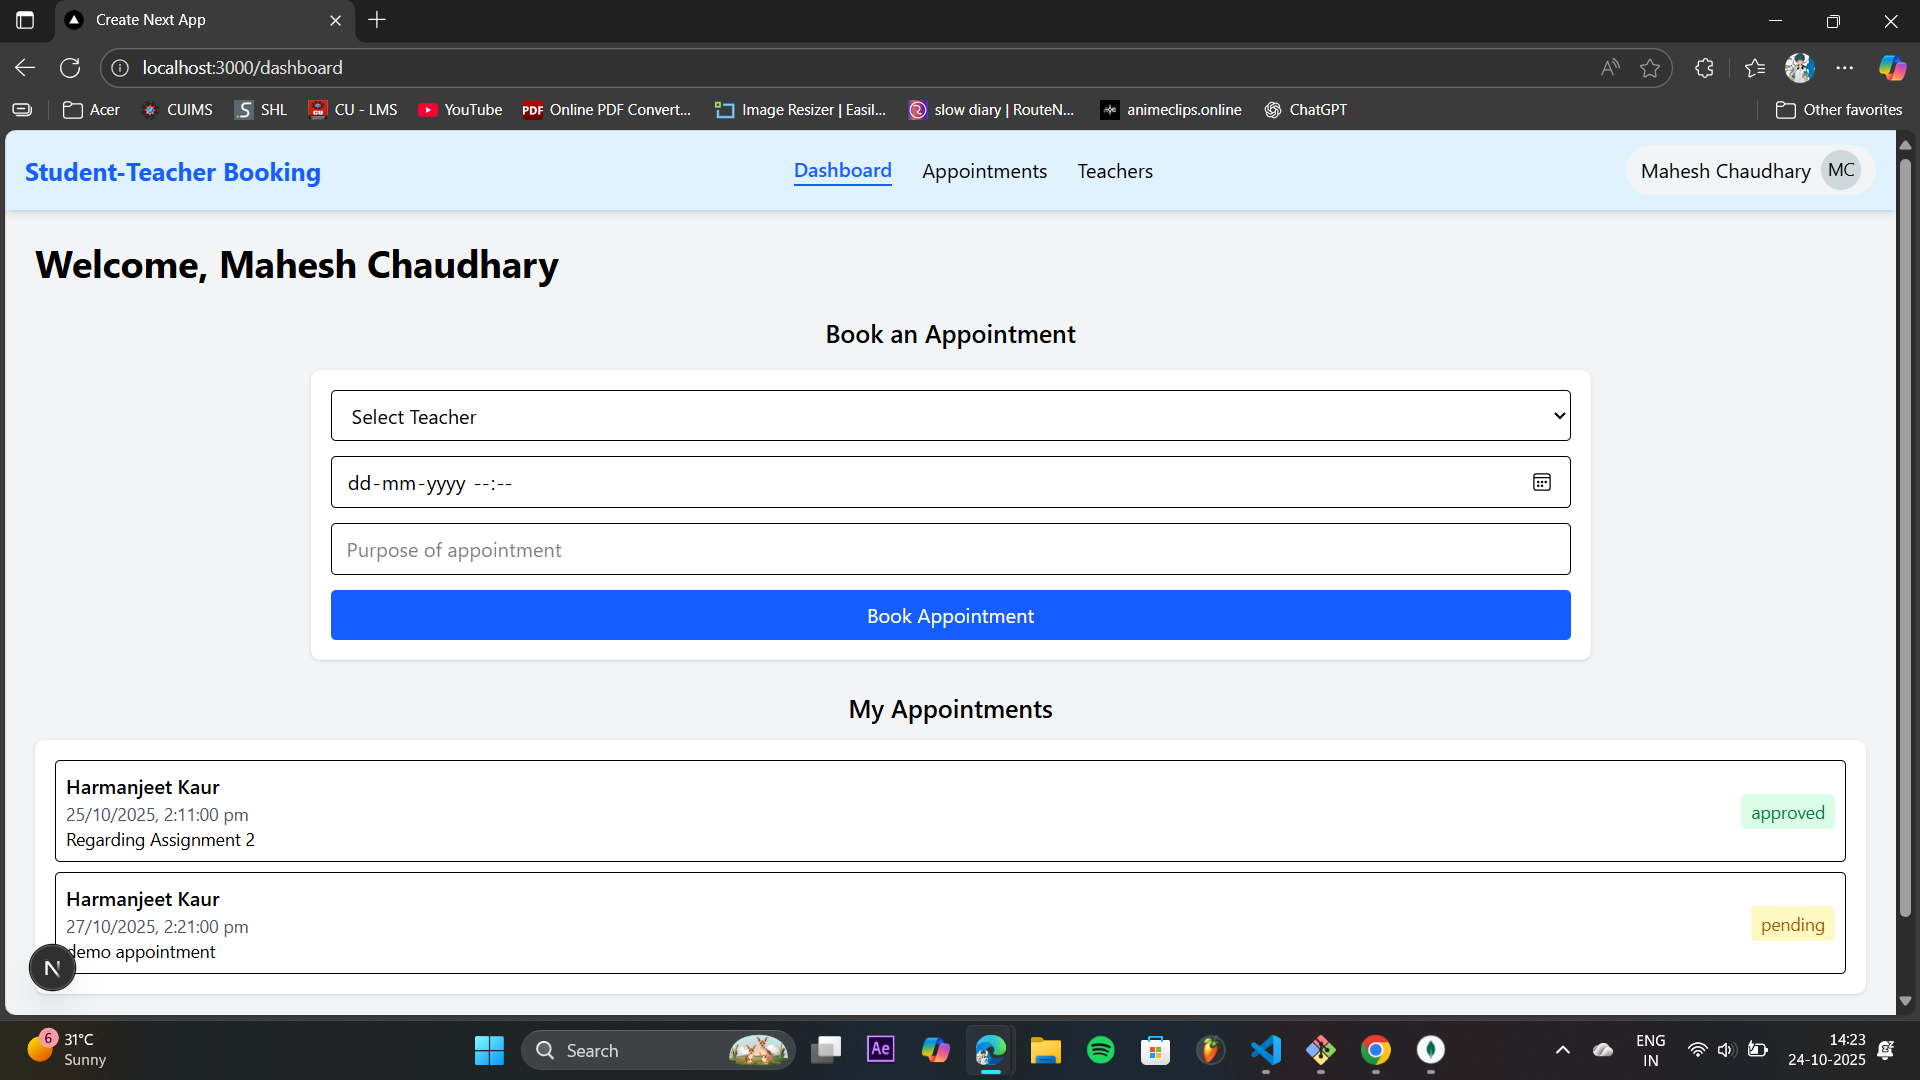 Create Next App
localhost:3000/dashboard
Acer
CUIMS
SHL
CU - LMS
YouTube
PDF Online PDF Convert...
Image Resizer | Easil...
slow diary | RouteN...
animeclips.online
ChatGPT
Other favorites
Student-Teacher Booking
Dashboard
Appointments
Teachers
Mahesh Chaudhary MC
Welcome, Mahesh Chaudhary
Book an Appointment
Select Teacher
dd-mm-yyyy --:--
Purpose of appointment
Book Appointment
My Appointments
Harmanjeet Kaur
25/10/2025, 2:11:00 pm
Regarding Assignment 2
approved
Harmanjeet Kaur
27/10/2025, 2:21:00 pm
demo appointment
pending
N
6
31°C
Sunny
Search
Ae
ENG
IN
14:23
24-10-2025